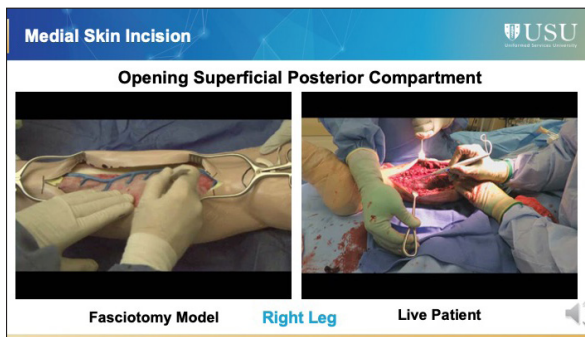 Medial Skin Incision
USU
Uniformed Services University
Opening Superficial Posterior Compartment
Fasciotomy Model
Right Leg
Live Patient